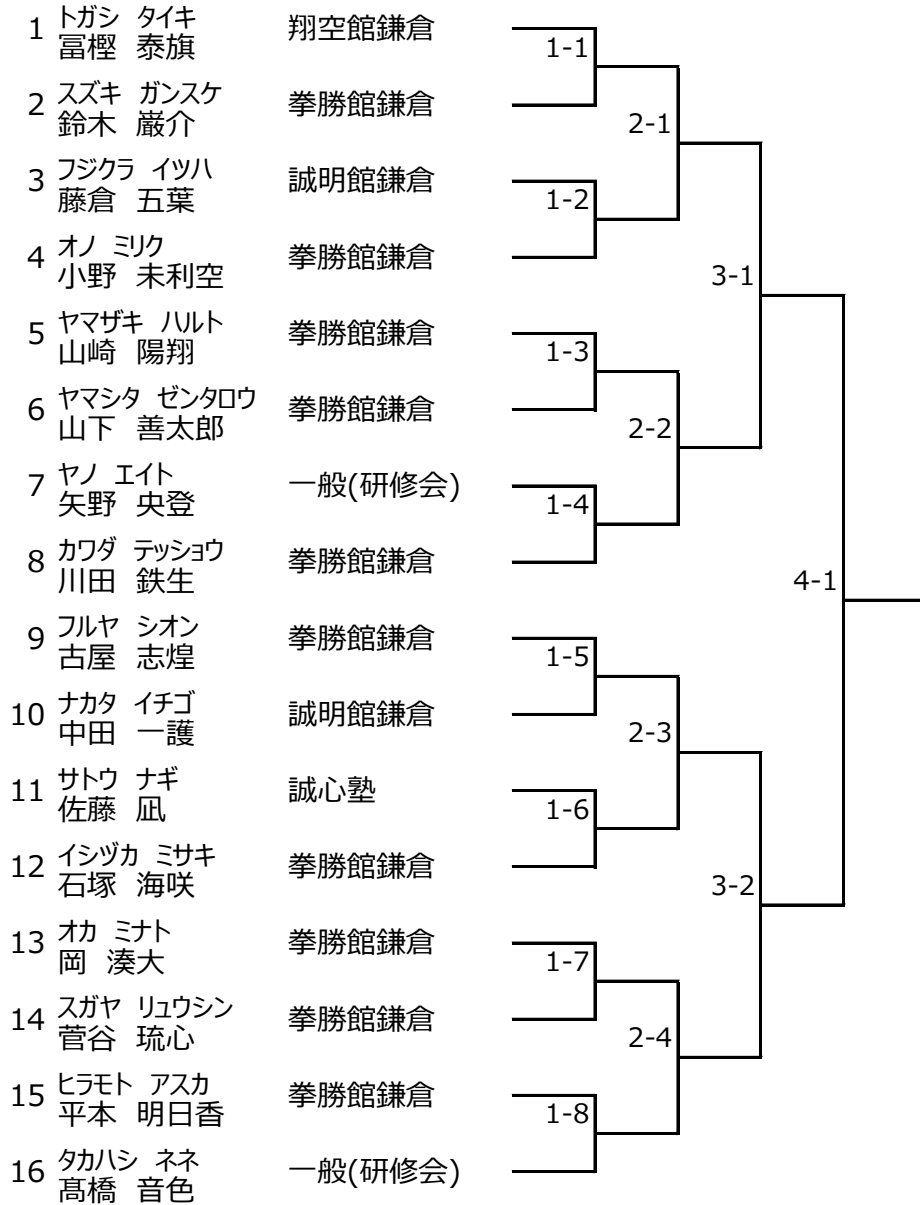 トガシ タイキ
1 冨樫 泰旗 翔空館鎌倉
1-1
スズキ ガンスケ
2 鈴木 巌介 拳勝館鎌倉
2-1
フジクラ イツハ
3 藤倉 五葉 誠明館鎌倉
1-2
オノ ミリク
4 小野 未利空 拳勝館鎌倉
3-1
ヤマザキ ハルト
5 山崎 陽翔 拳勝館鎌倉
1-3
ヤマシタ ゼンタロウ
6 山下 善太郎 拳勝館鎌倉
2-2
ヤノ エイト
7 矢野 央登 一般(研修会)
1-4
カワダ テッショウ
8 川田 鉄生 拳勝館鎌倉
4-1
フルヤ シオン
9 古屋 志煌 拳勝館鎌倉
1-5
ナカタ イチゴ
10 中田 一護 誠明館鎌倉
2-3
サトウ ナギ
11 佐藤 凪 誠心塾
1-6
イシヅカ ミサキ
12 石塚 海咲 拳勝館鎌倉
3-2
オカ ミナト
13 岡 湊大 拳勝館鎌倉
1-7
スガヤ リュウシン
14 菅谷 琉心 拳勝館鎌倉
2-4
ヒラモト アスカ
15 平本 明日香 拳勝館鎌倉
1-8
タカハシ ネネ
16 髙橋 音色 一般(研修会)